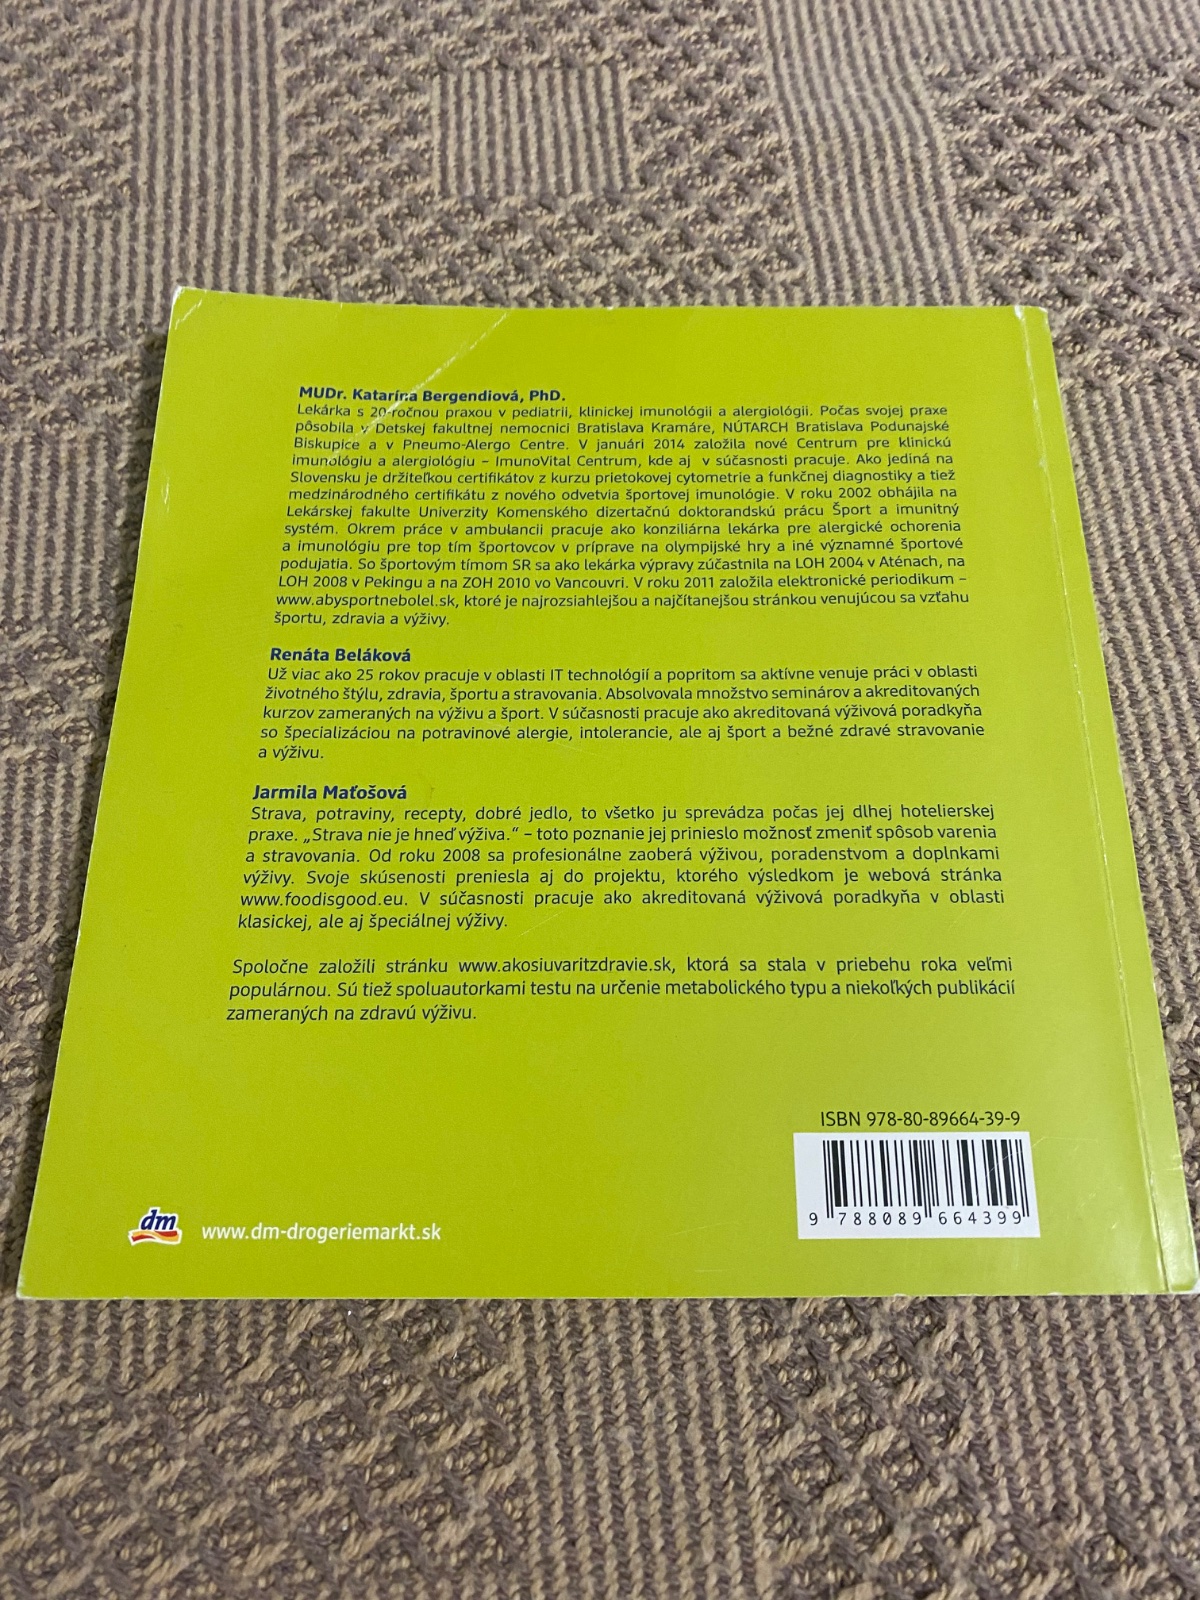 MUDr. Katarína Bergendiová, PhD.
Lekárka s 20-ročnou praxou v pediatrii, klinickej imunológii a alergiológii. Počas svojej praxe
pôsobila v Detskej fakultnej nemocnici Bratislava Kramáre, NÚTARCH Bratislava Podunajské
Biskupice a v Pneumo-Alergo Centre. V januári 2014 založila nové Centrum pre klinickú
imunológiu a alergiológiu – ImunoVital Centrum, kde aj v súčasnosti pracuje. Ako jediná na
Slovensku je držiteľkou certifikátov z kurzu prietokovej cytometrie a funkčnej diagnostiky a tiež
medzinárodného certifikátu z nového odvetvia športovej imunológie. V roku 2002 obhájila na
Lekárskej fakulte Univerzity Komenského dizertačnú doktorandskú prácu Šport a imunitný
systém. Okrem práce v ambulancii pracuje ako konziliárna lekárka pre alergické ochorenia
a imunológiu pre top tím športovcov v príprave na olympijské hry a iné významné športové
podujatia. So športovým tímom SR sa ako lekárka výpravy zúčastnila na LOH 2004 v Aténach, na
LOH 2008 v Pekingu a na ZOH 2010 vo Vancouvri. V roku 2011 založila elektronické periodikum –
www.abysportnebolel.sk, ktoré je najrozsiahlejšou a najčítanejšou stránkou venujúcou sa vzťahu
športu, zdravia a výživy.
Renáta Beláková
Už viac ako 25 rokov pracuje v oblasti IT technológií a popritom sa aktívne venuje práci v oblasti
životného štýlu, zdravia, športu a stravovania. Absolvovala množstvo seminárov a akreditovaných
kurzov zameraných na výživu a šport. V súčasnosti pracuje ako akreditovaná výživová poradkyňa
so špecializáciou na potravinové alergie, intolerancie, ale aj šport a bežné zdravé stravovanie
a výživu.
Jarmila Maťošová
Strava, potraviny, recepty, dobré jedlo, to všetko ju sprevádza počas jej dlhej hotelierskej
praxe. „Strava nie je hneď výživa.“ – toto poznanie jej prinieslo možnosť zmeniť spôsob varenia
a stravovania. Od roku 2008 sa profesionálne zaoberá výživou, poradenstvom a doplnkami
výživy. Svoje skúsenosti preniesla aj do projektu, ktorého výsledkom je webová stránka
www.foodisgood.eu. V súčasnosti pracuje ako akreditovaná výživová poradkyňa v oblasti
klasickej, ale aj špeciálnej výživy.
Spoločne založili stránku www.akosiuvaritzdravie.sk, ktorá sa stala v priebehu roka veľmi
populárnou. Sú tiež spoluautorkami testu na určenie metabolického typu a niekoľkých publikácií
zameraných na zdravú výživu.
ISBN 978-80-89664-39-9
9 788089 664399
dm www.dm-drogeriemarkt.sk